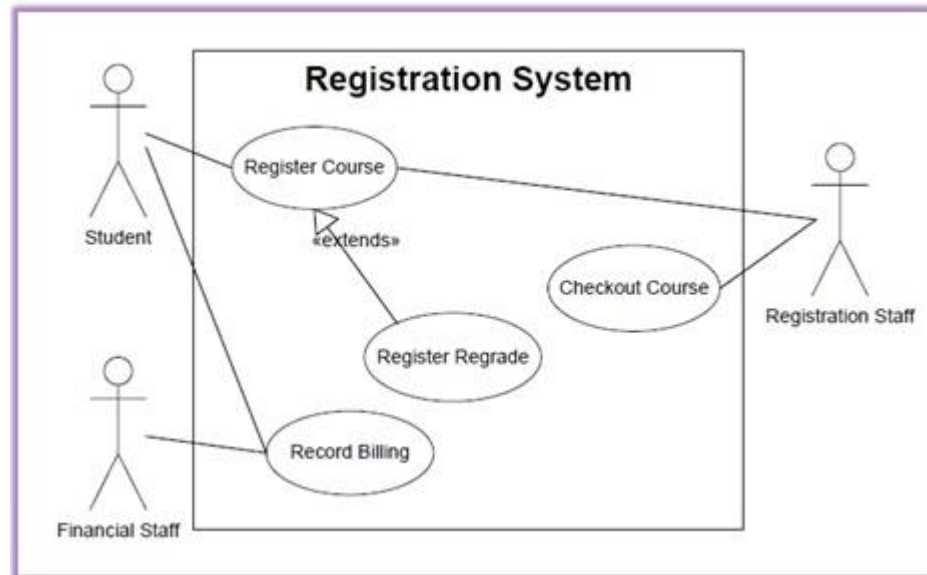 Registration System
Register Course
Student
«extends»
Checkout Course
Registration Staff
Register Regrade
Record Billing
Financial Staff